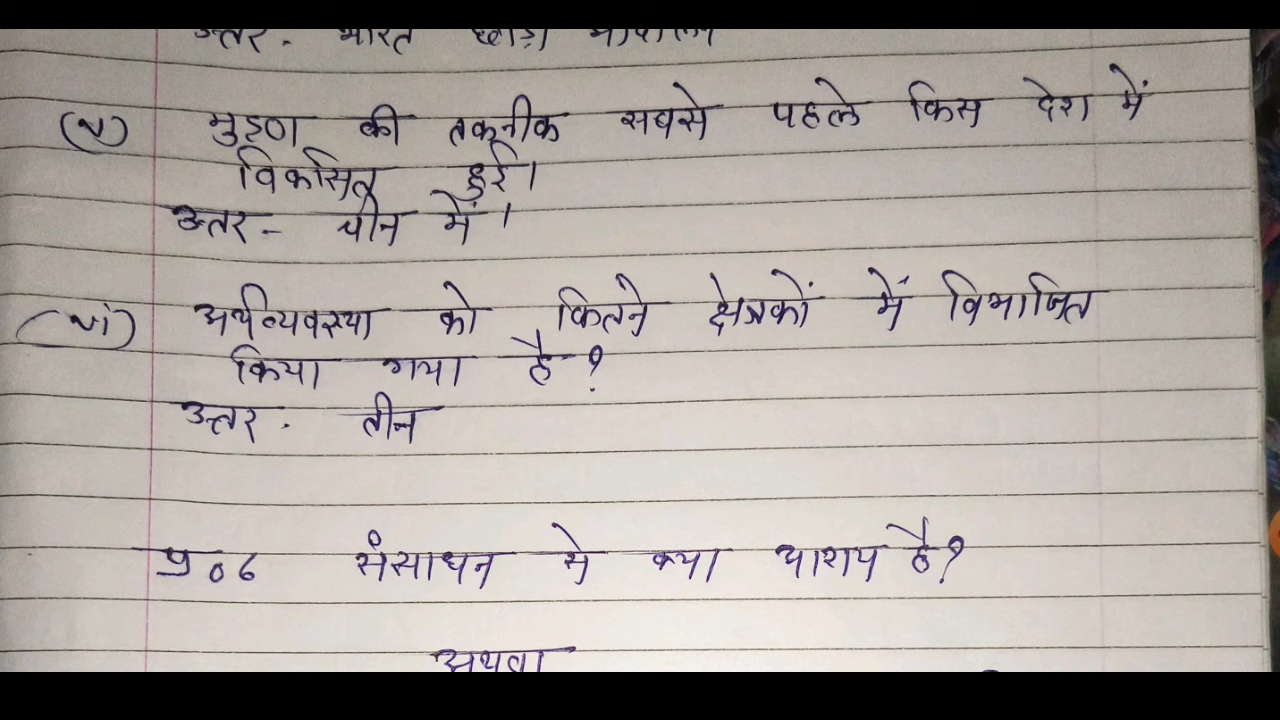 उत्तर. भारत छोड़ो
(v) मुद्रण की तकनीक सबसे पहले किस देश में
विकसित हुई।
उत्तर- चीन में।
(vi) अर्थव्यवस्था को कितने क्षेत्रकों में विभाजित
किया गया है?
उत्तर. तीन
प्र०6 संसाधन से क्या आशय है?
अथवा